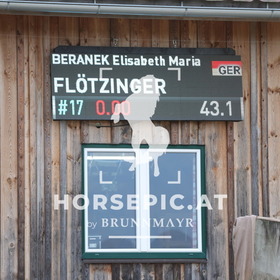 BERANEK Elisabeth Maria
GER
FLÖTZINGER
#17 0.00 43.1
HORSEPIC.AT
by BRUNNMAYR